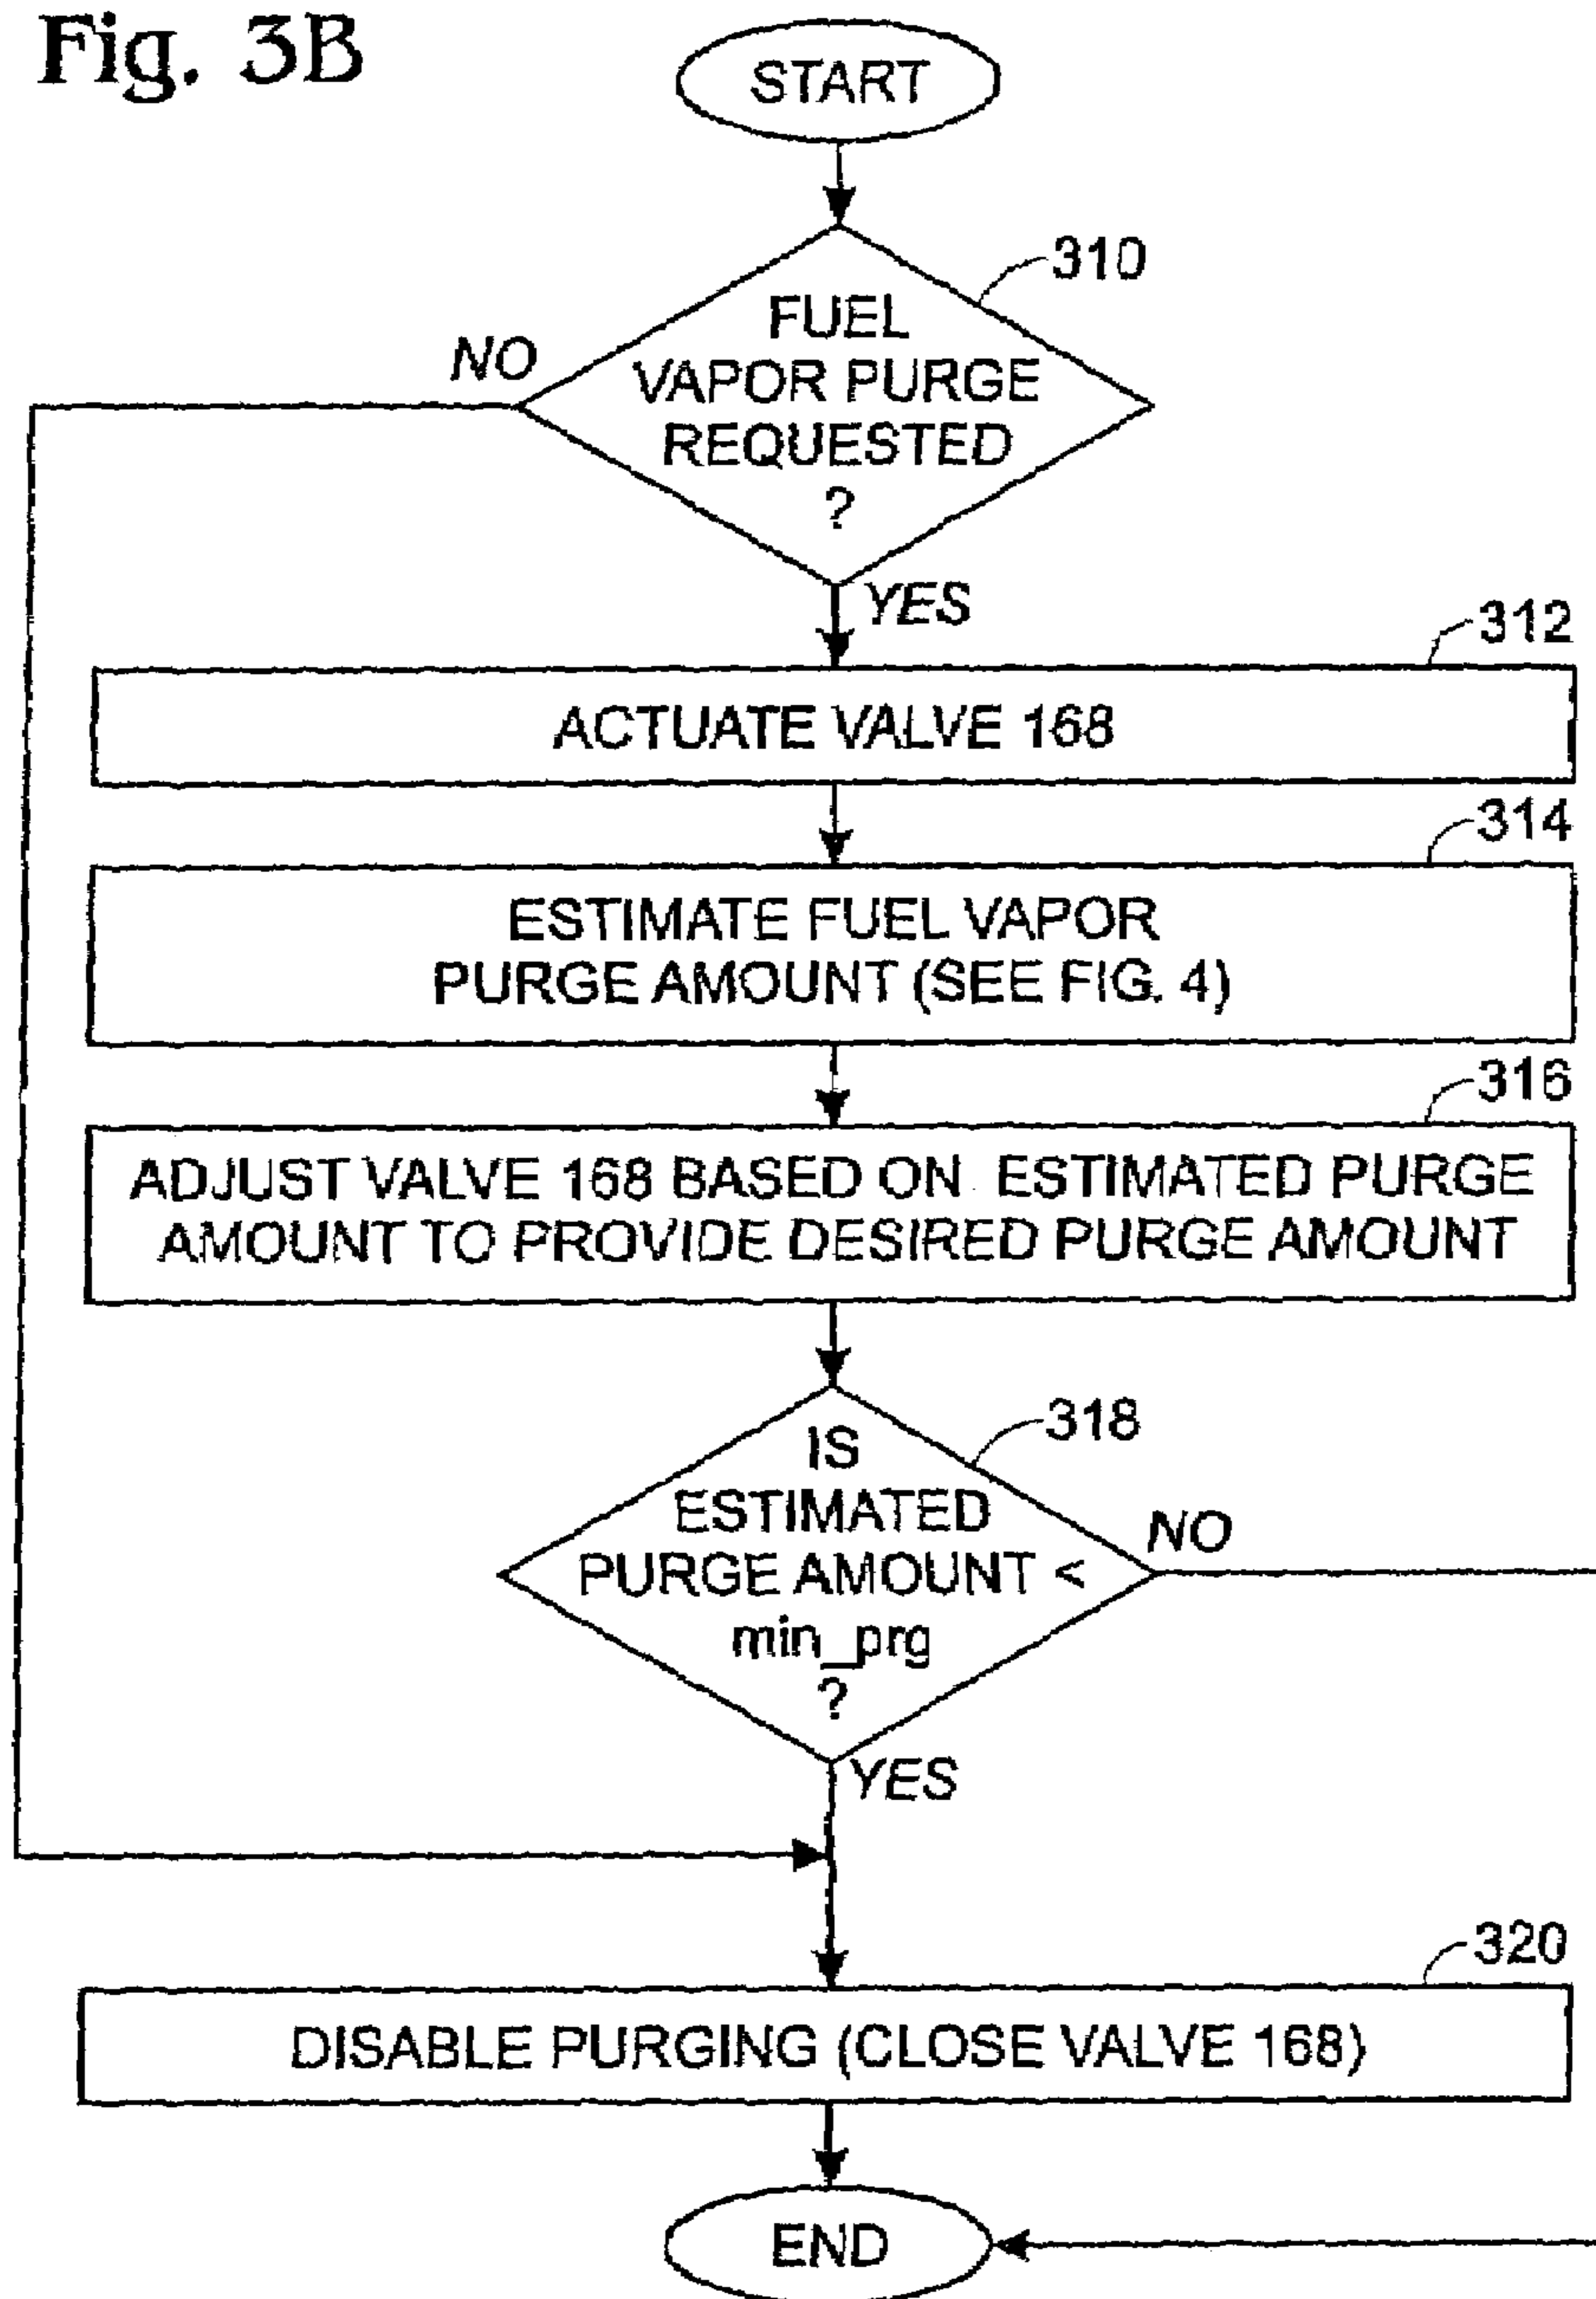 Fig. 3B
START
310
FUEL
VAPOR PURGE
REQUESTED
?
NO
YES
312
ACTUATE VALVE 168
314
ESTIMATE FUEL VAPOR
PURGE AMOUNT (SEE FIG. 4)
316
ADJUST VALVE 168 BASED ON ESTIMATED PURGE
AMOUNT TO PROVIDE DESIRED PURGE AMOUNT
318
IS
ESTIMATED
PURGE AMOUNT <
min_prg
?
NO
YES
320
DISABLE PURGING (CLOSE VALVE 168)
END